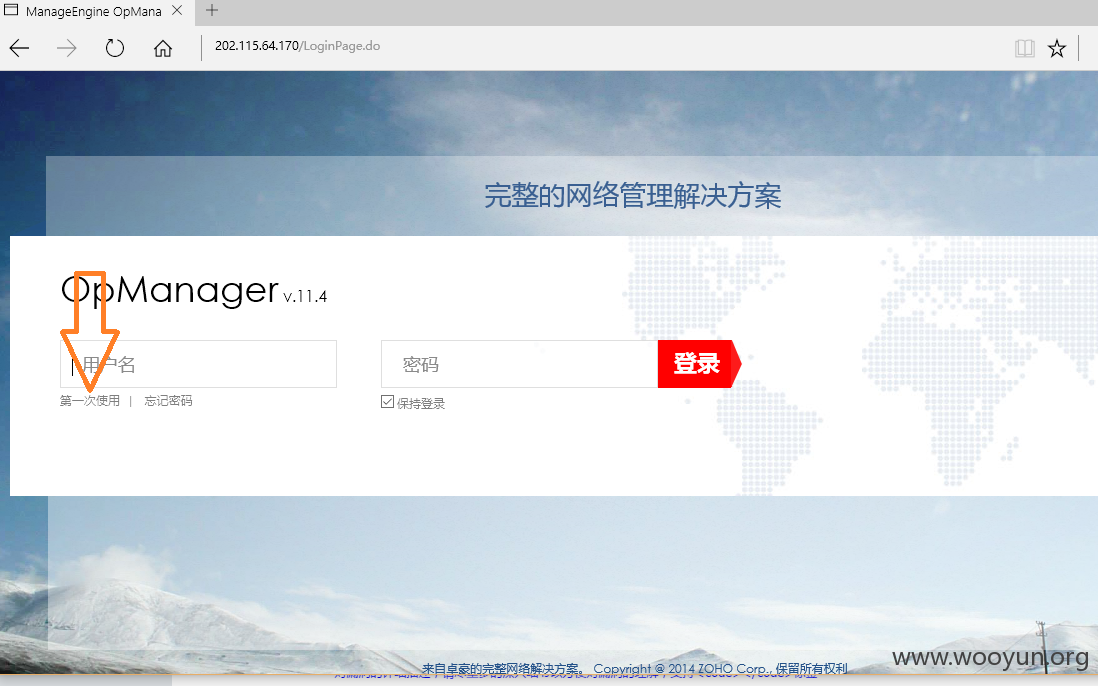 ManageEngine OpMana
202.115.64.170/LoginPage.do
完整的网络管理解决方案
OpManager v.11.4
用户名 密码 登录
第一次使用 | 忘记密码 保持登录
来自卓豪的完整网络解决方案。 Copyright @ 2014 ZOHO Corp., 保留所有权利
www.wooyun.org